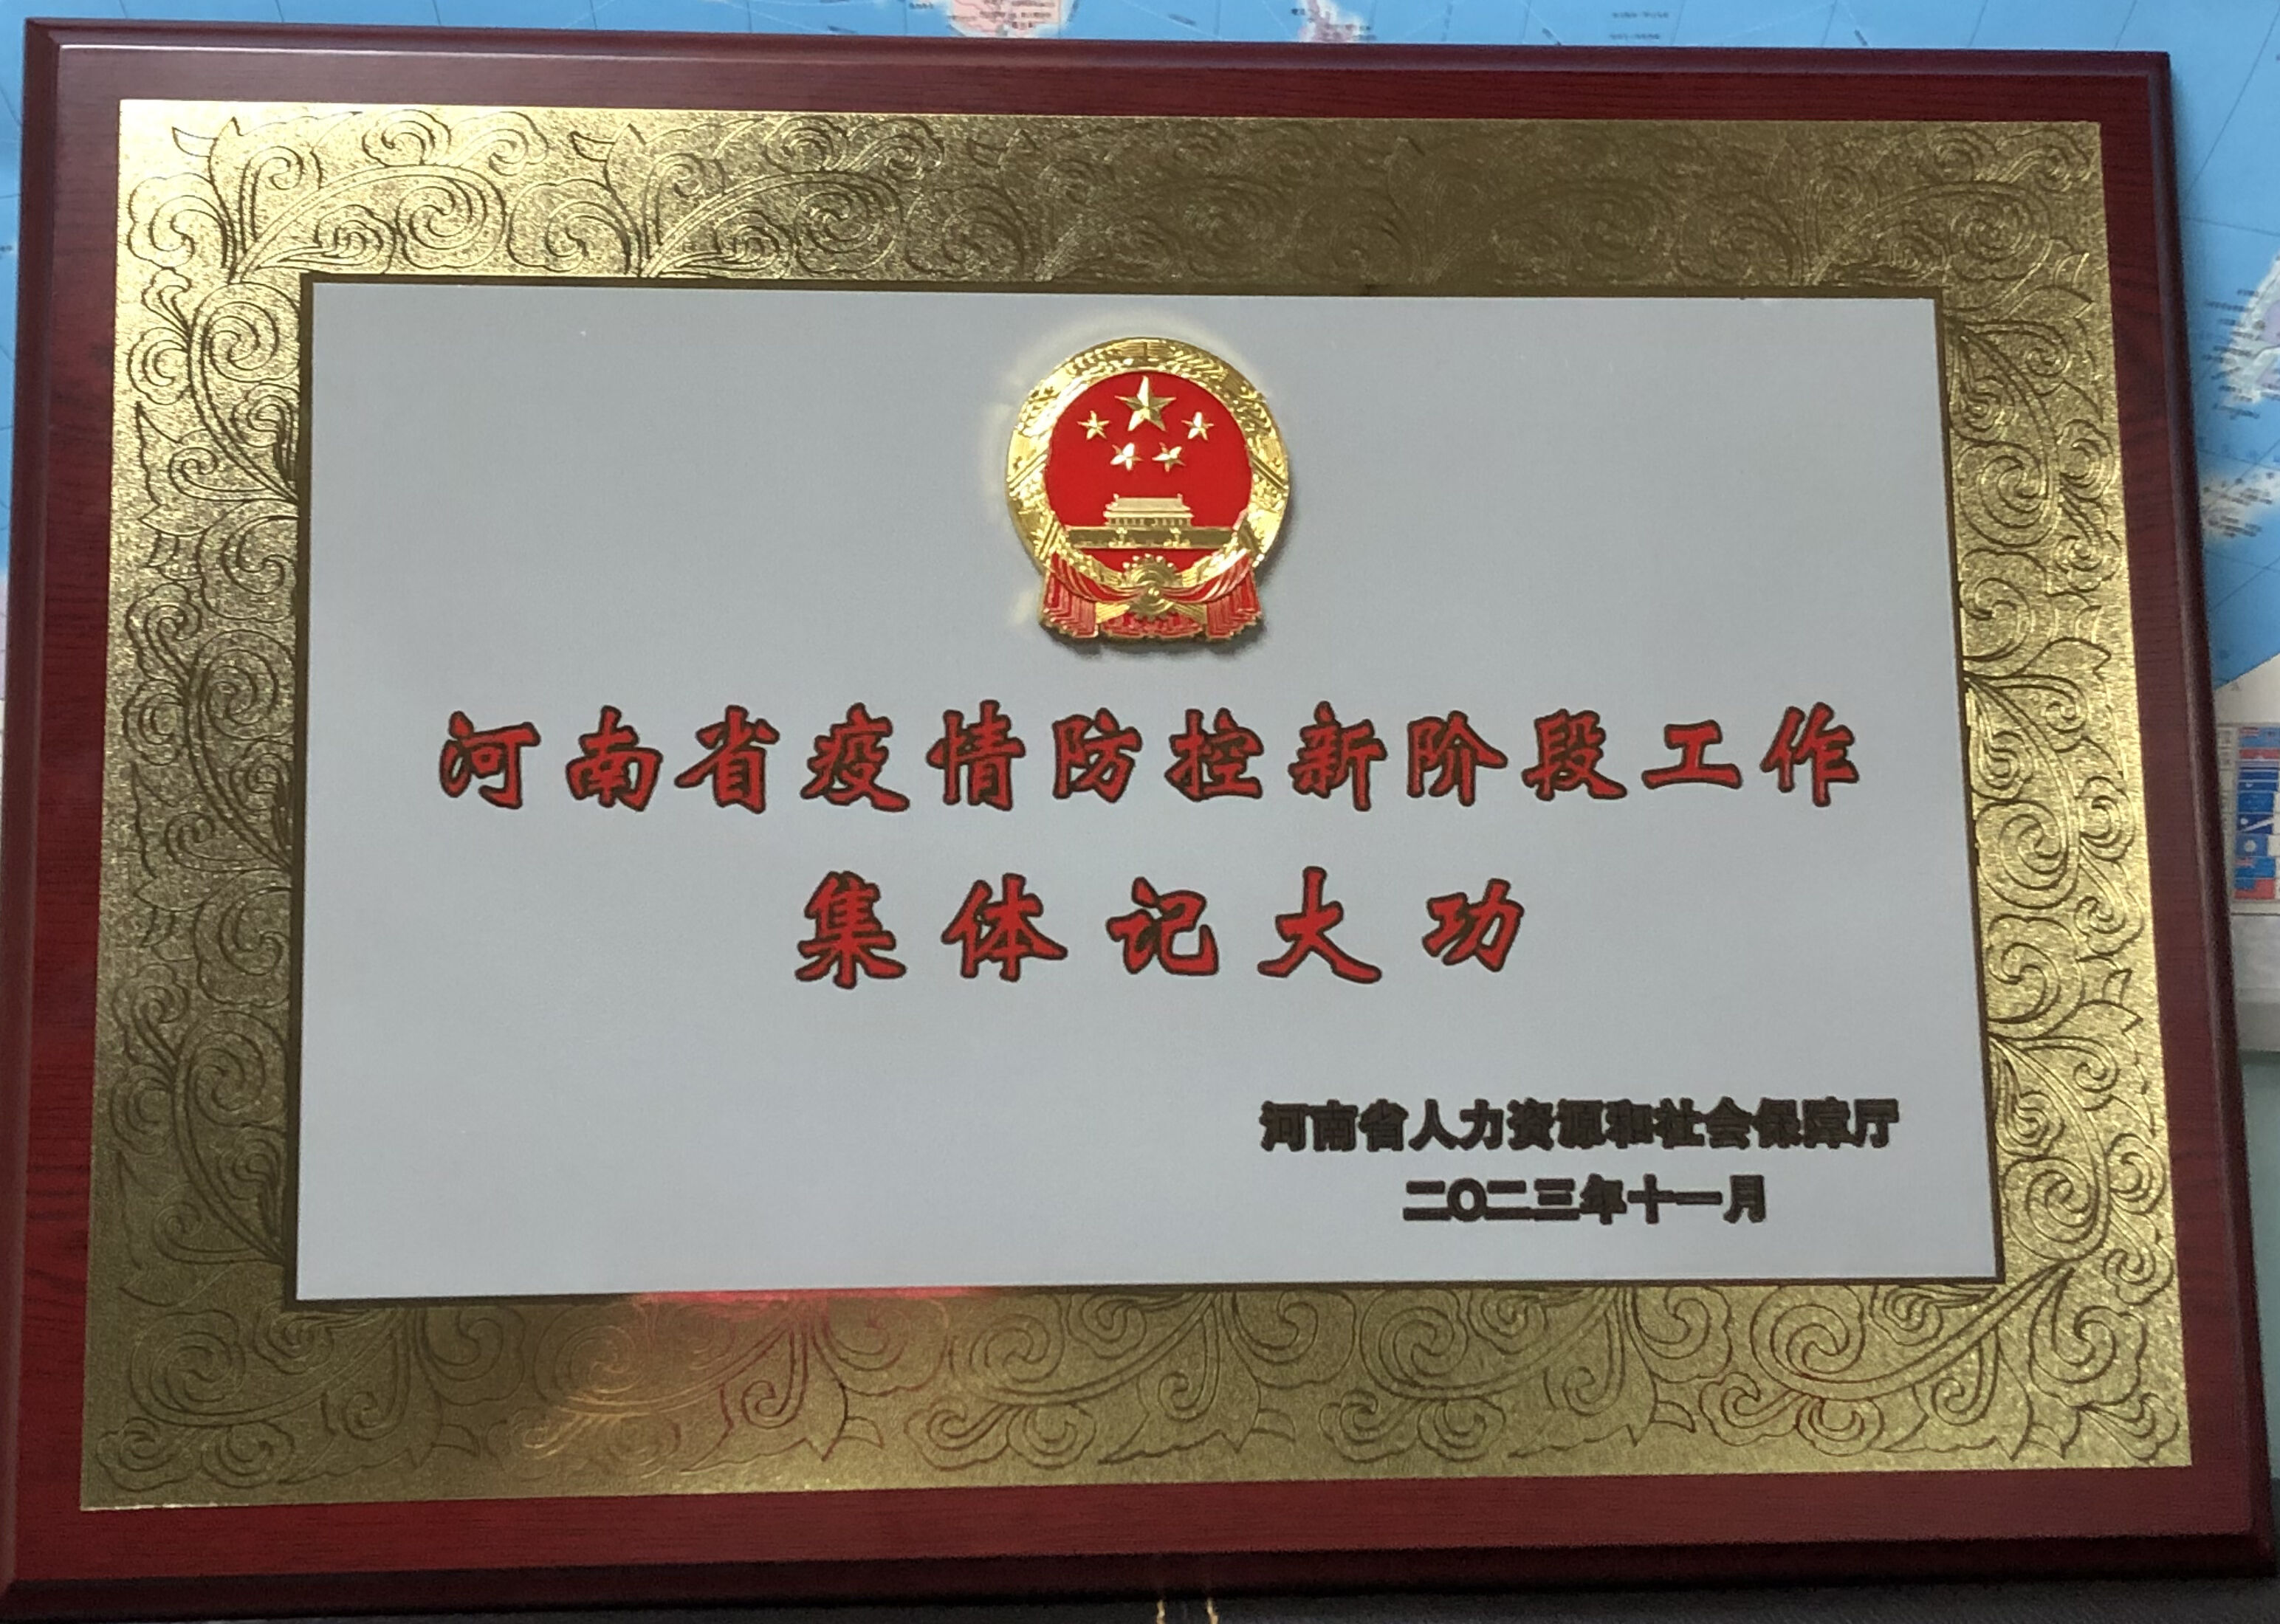 河南省疫情防控新阶段工作
集体记大功
河南省人力资源和社会保障厅
二〇二三年十一月